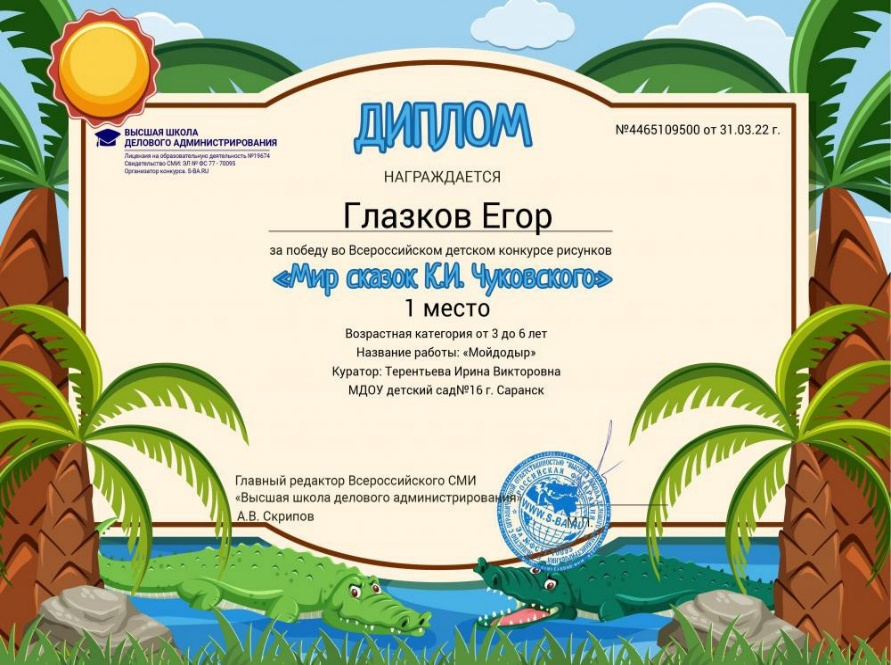 ВЫСШАЯ ШКОЛА
ДЕЛОВОГО АДМИНИСТРИРОВАНИЯ
Лицензия на образовательную деятельность №19674
Свидетельство СМИ: ЭЛ № ФС 77 - 70095
Организатор конкурса: S-BA.RU
ДИПЛОМ
№4465109500 от 31.03.22 г.
НАГРАЖДАЕТСЯ
Глазков Егор
за победу во Всероссийском детском конкурсе рисунков
«Мир сказок К.И. Чуковского»
1 место
Возрастная категория от 3 до 6 лет
Название работы: «Мойдодыр»
Куратор: Терентьева Ирина Викторовна
МДОУ детский сад№16 г. Саранск
Главный редактор Всероссийского СМИ
«Высшая школа делового администрирования»
А.В. Скрипов
WWW.S-BA.RU
М.П.